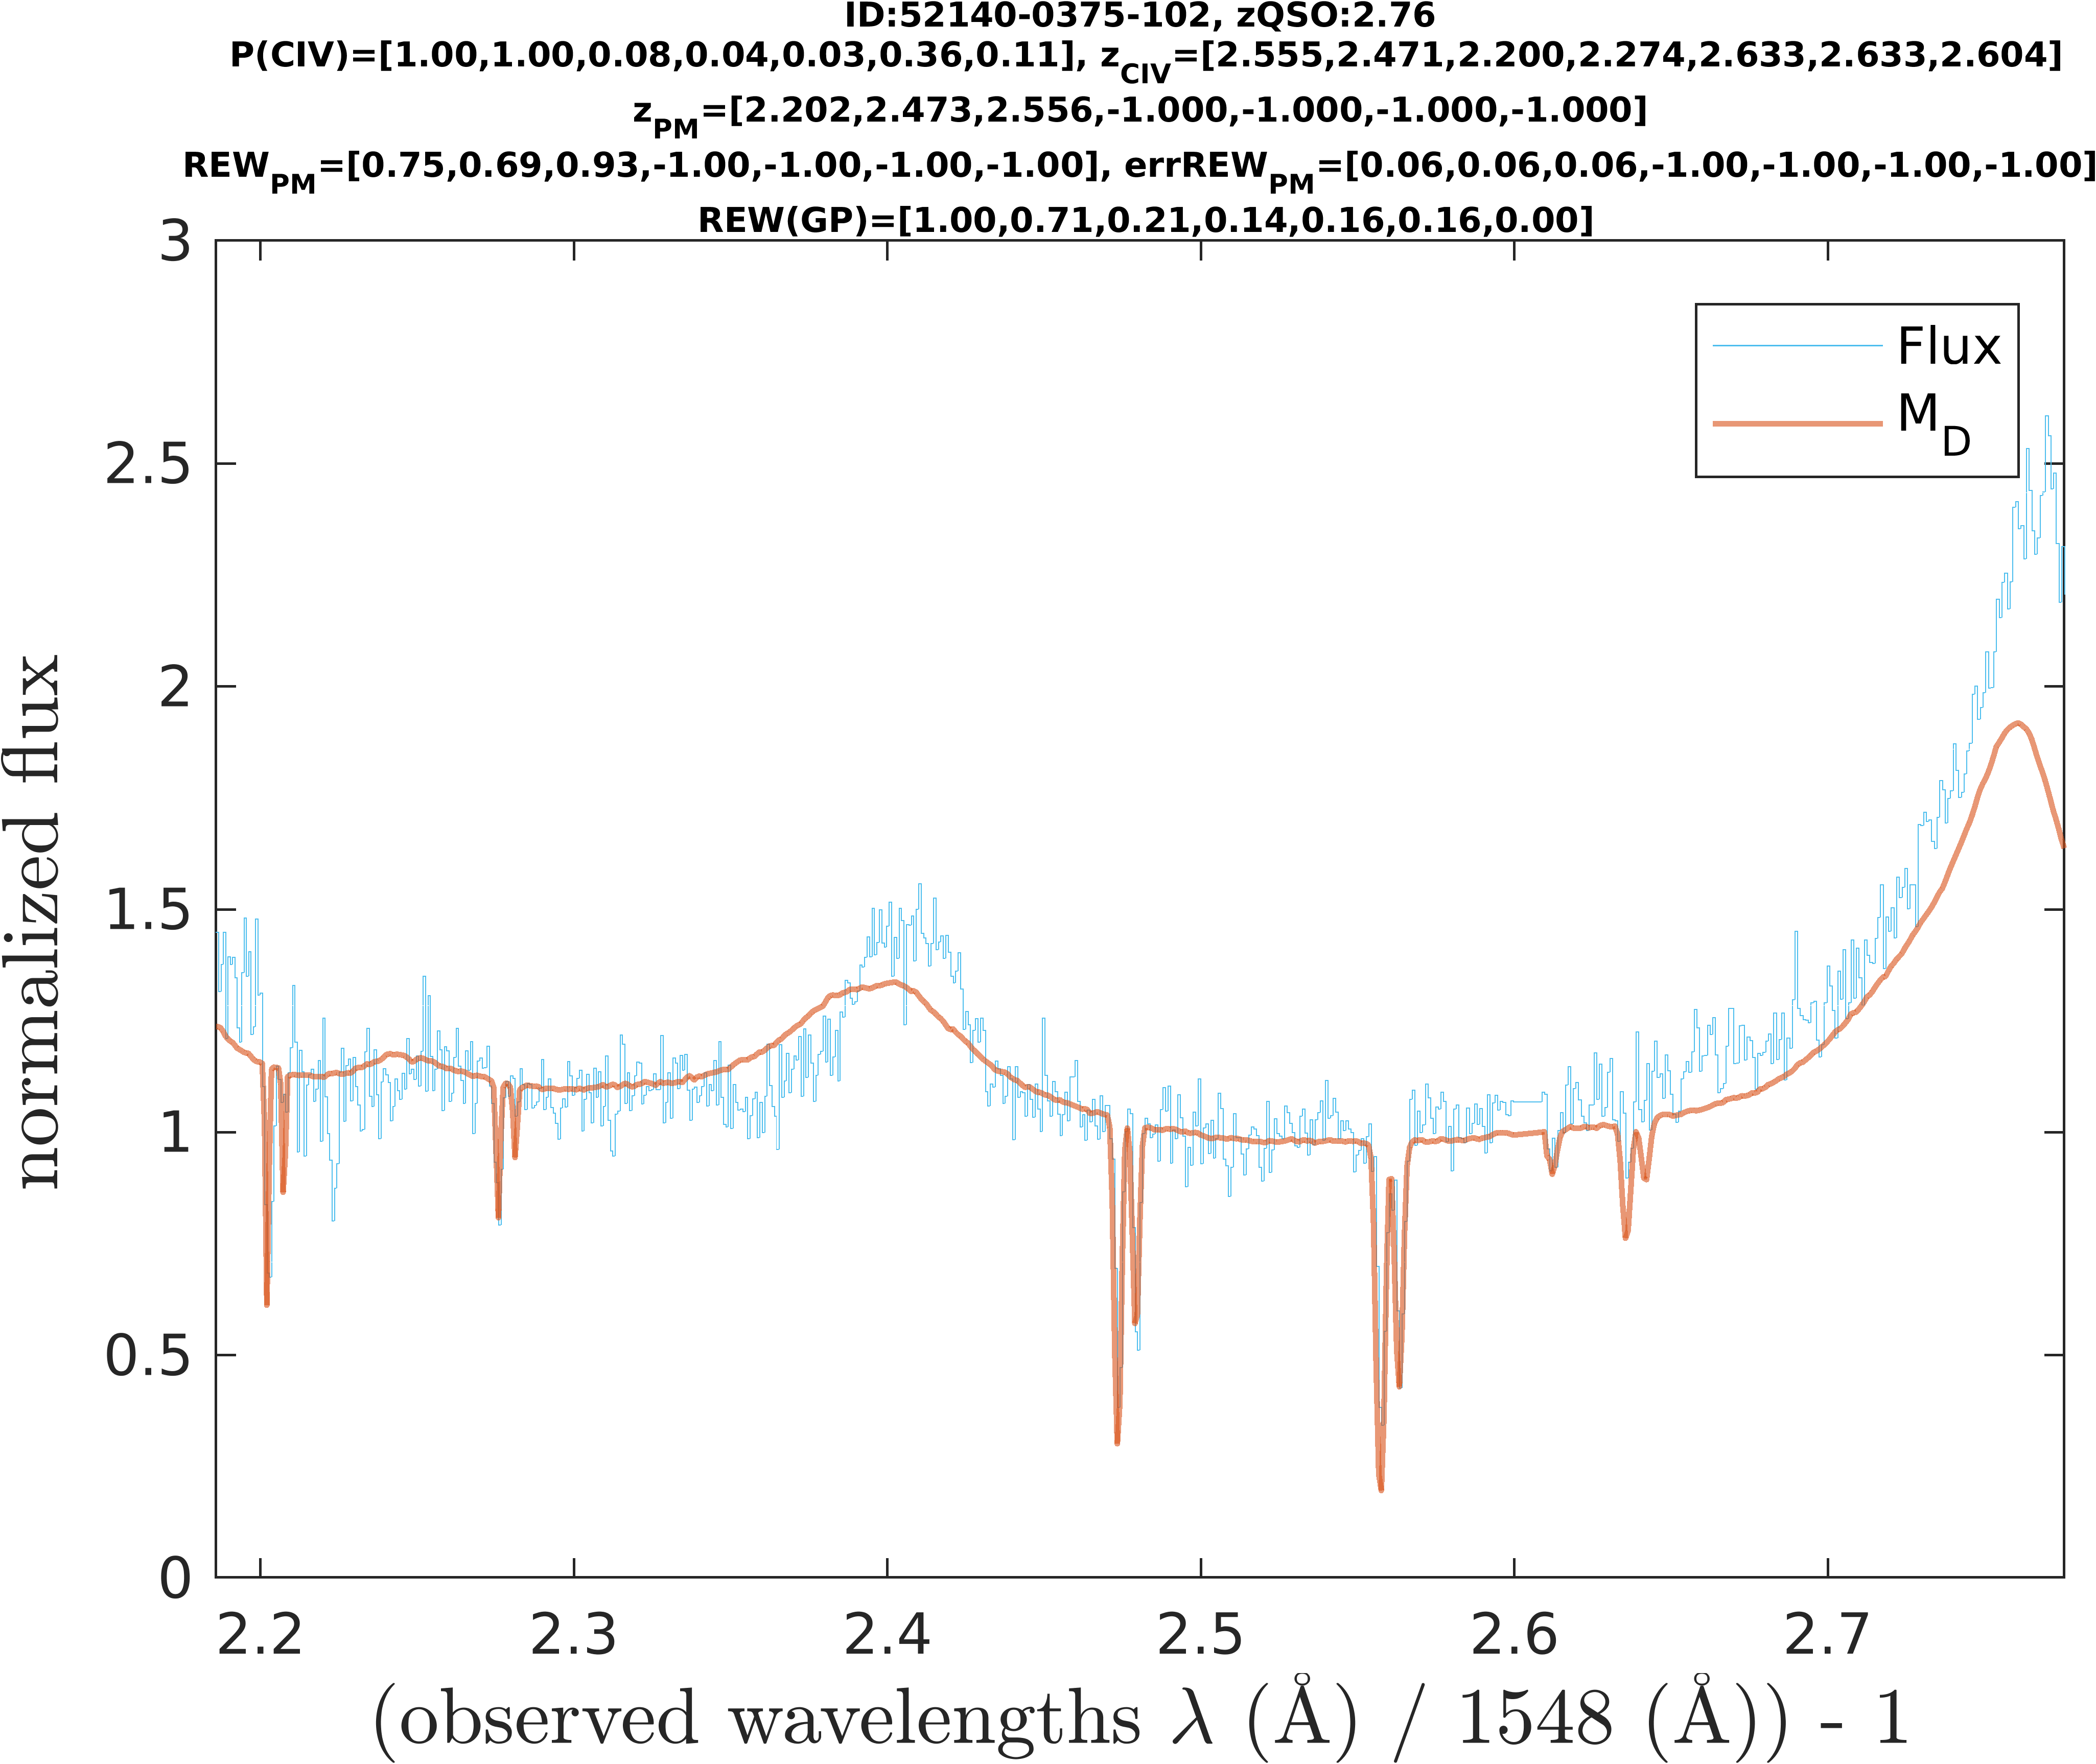 ID:52140-0375-102, zQSO:2.76
P(CIV)=[1.00,1.00,0.08,0.04,0.03,0.36,0.11], zCIV=[2.555,2.471,2.200,2.274,2.633,2.633,2.604]
zPM=[2.202,2.473,2.556,-1.000,-1.000,-1.000,-1.000]
REWPM=[0.75,0.69,0.93,-1.00,-1.00,-1.00,-1.00], errREWPM=[0.06,0.06,0.06,-1.00,-1.00,-1.00,-1.00]
REW(GP)=[1.00,0.71,0.21,0.14,0.16,0.16,0.00]
3
2.5
2
1.5
1
0.5
0
normalized flux
Flux
MD
2.2 2.3 2.4 2.5 2.6 2.7
(observed wavelengths λ (Å) / 1548 (Å)) - 1